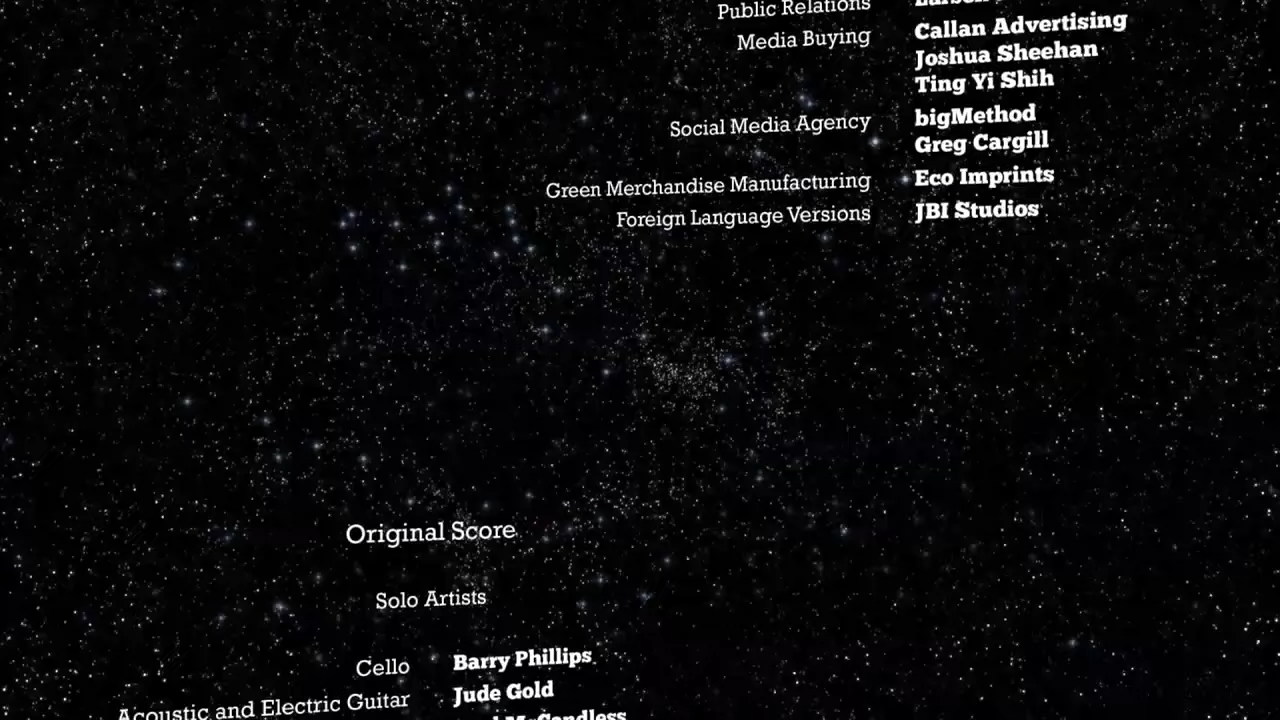 Public Relations
Media Buying Callan Advertising
Joshua Sheehan
Ting Yi Shih
Social Media Agency bigMethod
Greg Cargill
Green Merchandise Manufacturing Eco Imprints
Foreign Language Versions JBI Studios
Original Score
Solo Artists
Cello Barry Phillips
Acoustic and Electric Guitar Jude Gold
McCandless